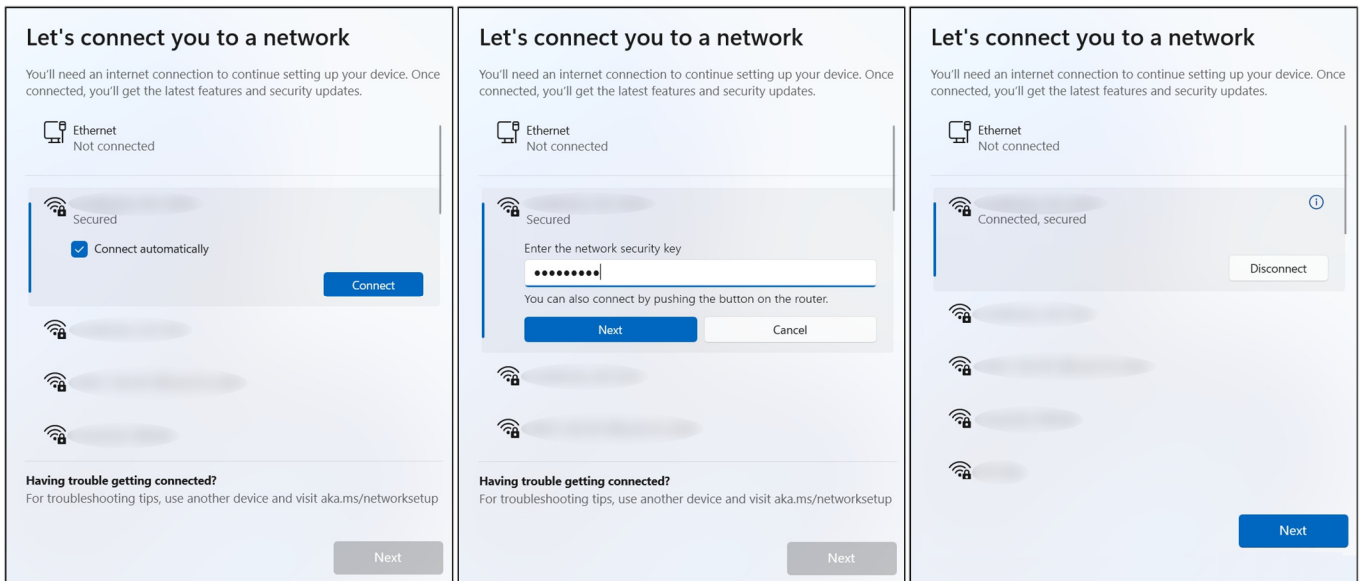 Let's connect you to a network
You'll need an internet connection to continue setting up your device. Once
connected, you'll get the latest features and security updates.
Ethernet
Not connected
Secured
Connect automatically
Connect
Having trouble getting connected?
For troubleshooting tips, use another device and visit aka.ms/networksetup
Next
Let's connect you to a network
You'll need an internet connection to continue setting up your device. Once
connected, you'll get the latest features and security updates.
Ethernet
Not connected
Secured
Enter the network security key
You can also connect by pushing the button on the router.
Next
Cancel
Having trouble getting connected?
For troubleshooting tips, use another device and visit aka.ms/networksetup
Next
Let's connect you to a network
You'll need an internet connection to continue setting up your device. Once
connected, you'll get the latest features and security updates.
Ethernet
Not connected
Connected, secured
Disconnect
Next